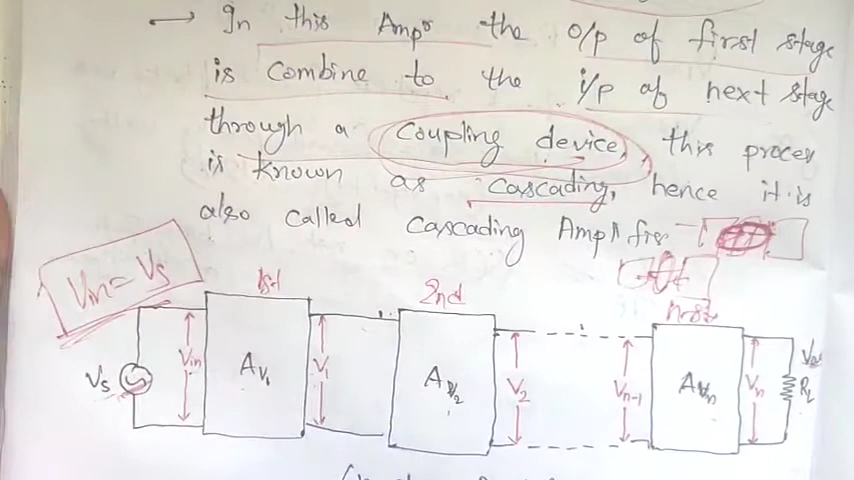 → In this Ampr the o/p of first stage
is combine to the i/p of next stage
through a coupling device, this proces
is known as cascading, hence it is
also called cascading Amplifier
Vin = Vs
1st
2nd
Vs
Vin
AV1
V1
AV2
V2
Vn-1
AVn
Vn
RL